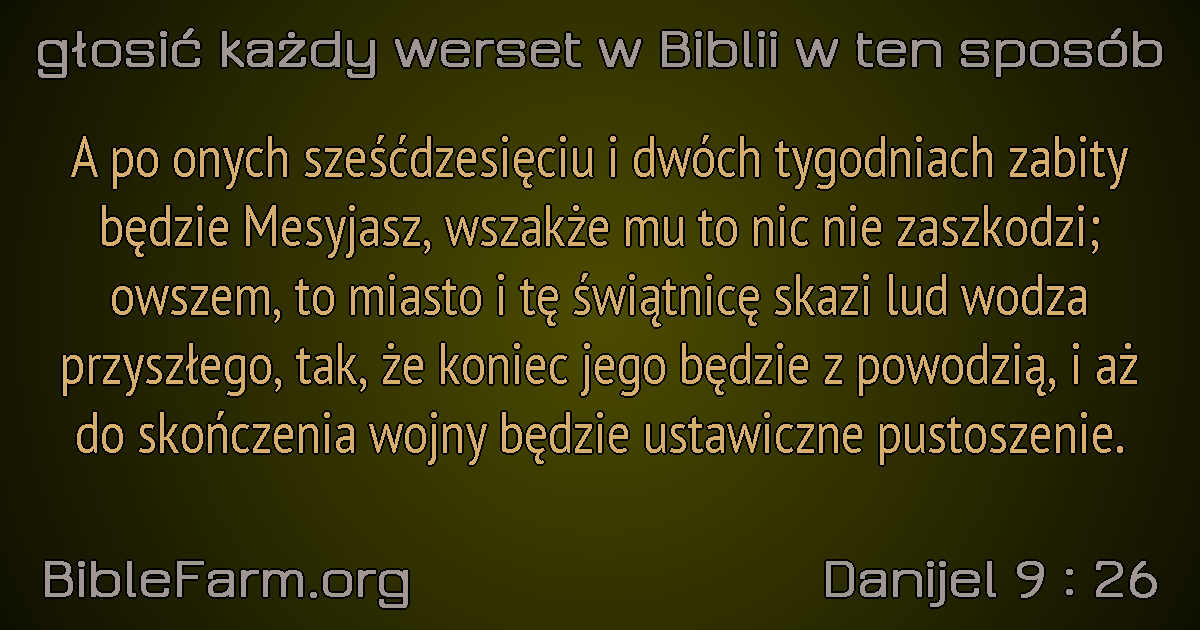 głosić każdy werset w Biblii w ten sposób
A po onych sześćdzesięciu i dwóch tygodniach zabity
będzie Mesyjasz, wszakże mu to nic nie zaszkodzi;
owszem, to miasto i tę świątnicę skazi lud wodza
przyszłego, tak, że koniec jego będzie z powodzią, i aż
do skończenia wojny będzie ustawiczne pustoszenie.
BibleFarm.org
Danijel 9 : 26